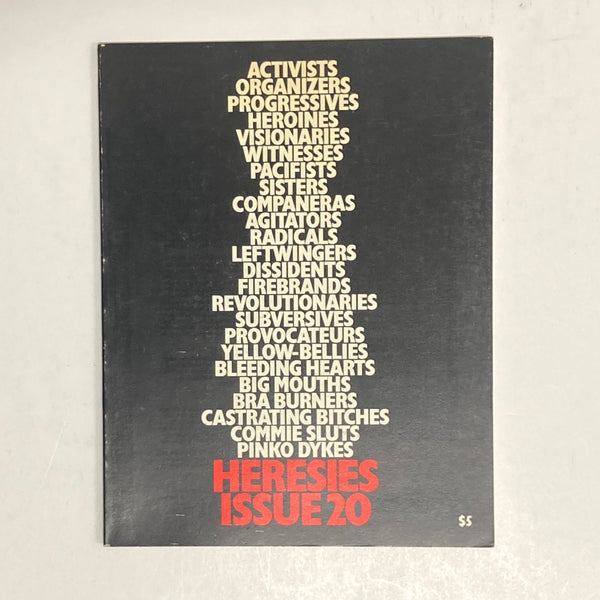 ACTIVISTS
ORGANIZERS
PROGRESSIVES
HEROINES
VISIONARIES
WITNESSES
PACIFISTS
SISTERS
COMPANERAS
AGITATORS
RADICALS
LEFTWINGERS
DISSIDENTS
FIREBRANDS
REVOLUTIONARIES
SUBVERSIVES
PROVOCATEURS
YELLOW-BELLIES
BLEEDING HEARTS
BIG MOUTHS
BRA BURNERS
CASTRATING BITCHES
COMMIE SLUTS
PINKO DYKES
HERESIES
ISSUE 20
$5